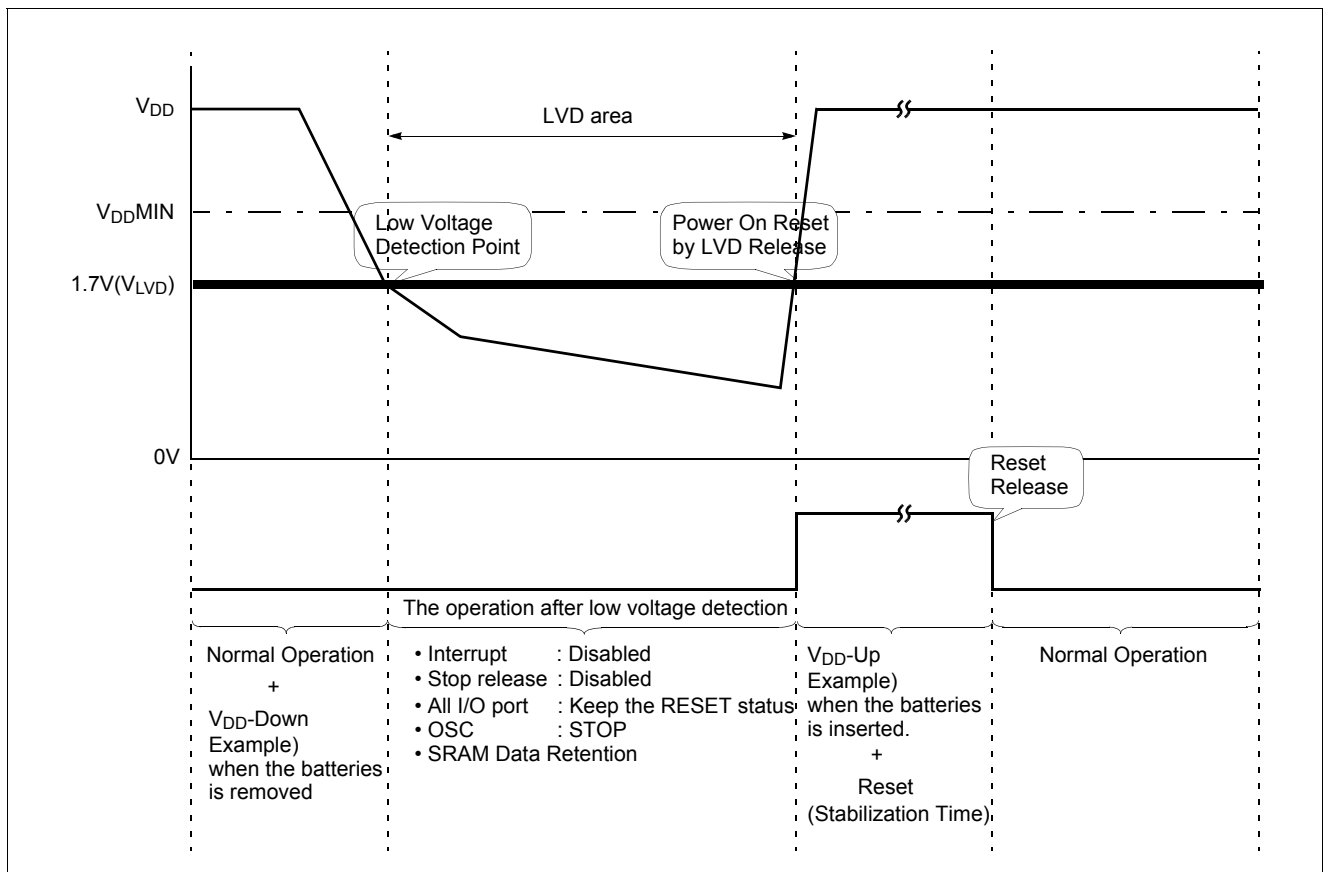 VDD
LVD area
VDDMIN
Low Voltage
Detection Point
Power On Reset
by LVD Release
1.7V(VLVD)
0V
Reset
Release
The operation after low voltage detection
Normal Operation
+
VDD-Down
Example)
when the batteries
is removed
• Interrupt : Disabled
• Stop release : Disabled
• All I/O port : Keep the RESET status
• OSC : STOP
• SRAM Data Retention
VDD-Up
Example)
when the batteries
is inserted.
+
Reset
(Stabilization Time)
Normal Operation